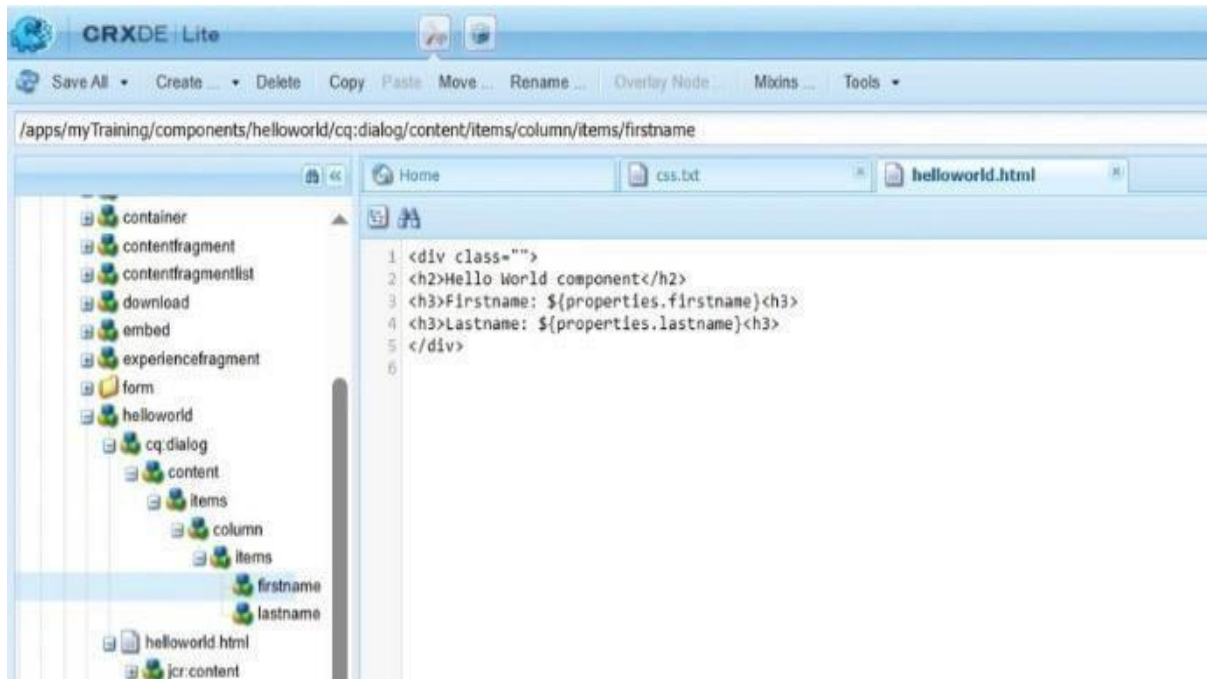 CRXDE | Lite
Save All Create ... Delete Copy Paste Move ... Rename ... Overlay Node ... Mixins ... Tools
/apps/myTraining/components/helloworld/cq:dialog/content/items/column/items/firstname
Home css.txt helloworld.html
container
contentfragment
contentfragmentlist
download
embed
experiencefragment
form
helloworld
cq:dialog
content
items
column
items
firstname
lastname
helloworld.html
jcr:content
1 <div class="">
2 <h2>Hello World component</h2>
3 <h3>Firstname: ${properties.firstname}<h3>
4 <h3>Lastname: ${properties.lastname}<h3>
5 </div>
6